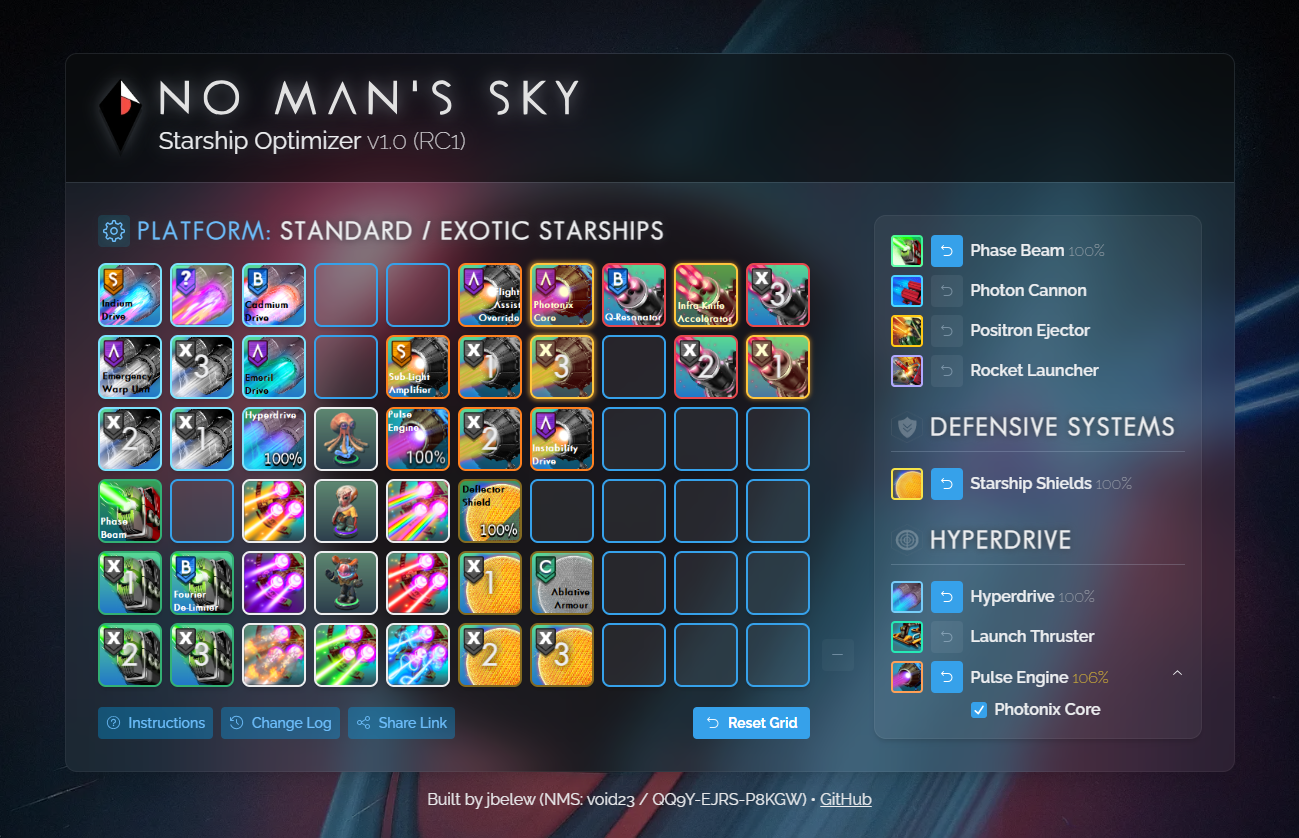 NO MAN'S SKY
Starship Optimizer v1.0 (RC1)
PLATFORM: STANDARD / EXOTIC STARSHIPS
S
Indium
Drive
?
B
Cadmium
Drive
Λ
Flight
Assist
Override
Λ
Photonix
Core
B
Q-Resonator
Infra-Knife
Accelerator
X
3
Λ
Emergency
Warp Unit
X
3
Λ
Emeril
Drive
S
Sub-Light
Amplifier
X
1
X
3
X
2
X
1
X
2
X
1
Hyperdrive
100%
Pulse
Engine
100%
X
2
Λ
Instability
Drive
Phase
Beam
Deflector
Shield
100%
X
1
B
Fourier
De-Limiter
X
1
C
Ablative
Armour
X
2
X
3
X
2
X
3
Instructions
Change Log
Share Link
Reset Grid
Phase Beam 100%
Photon Cannon
Positron Ejector
Rocket Launcher
DEFENSIVE SYSTEMS
Starship Shields 100%
HYPERDRIVE
Hyperdrive 100%
Launch Thruster
Pulse Engine 106%
Photonix Core
Built by jbelew (NMS: void23 / QQ9Y-EJRS-P8KGW) • GitHub